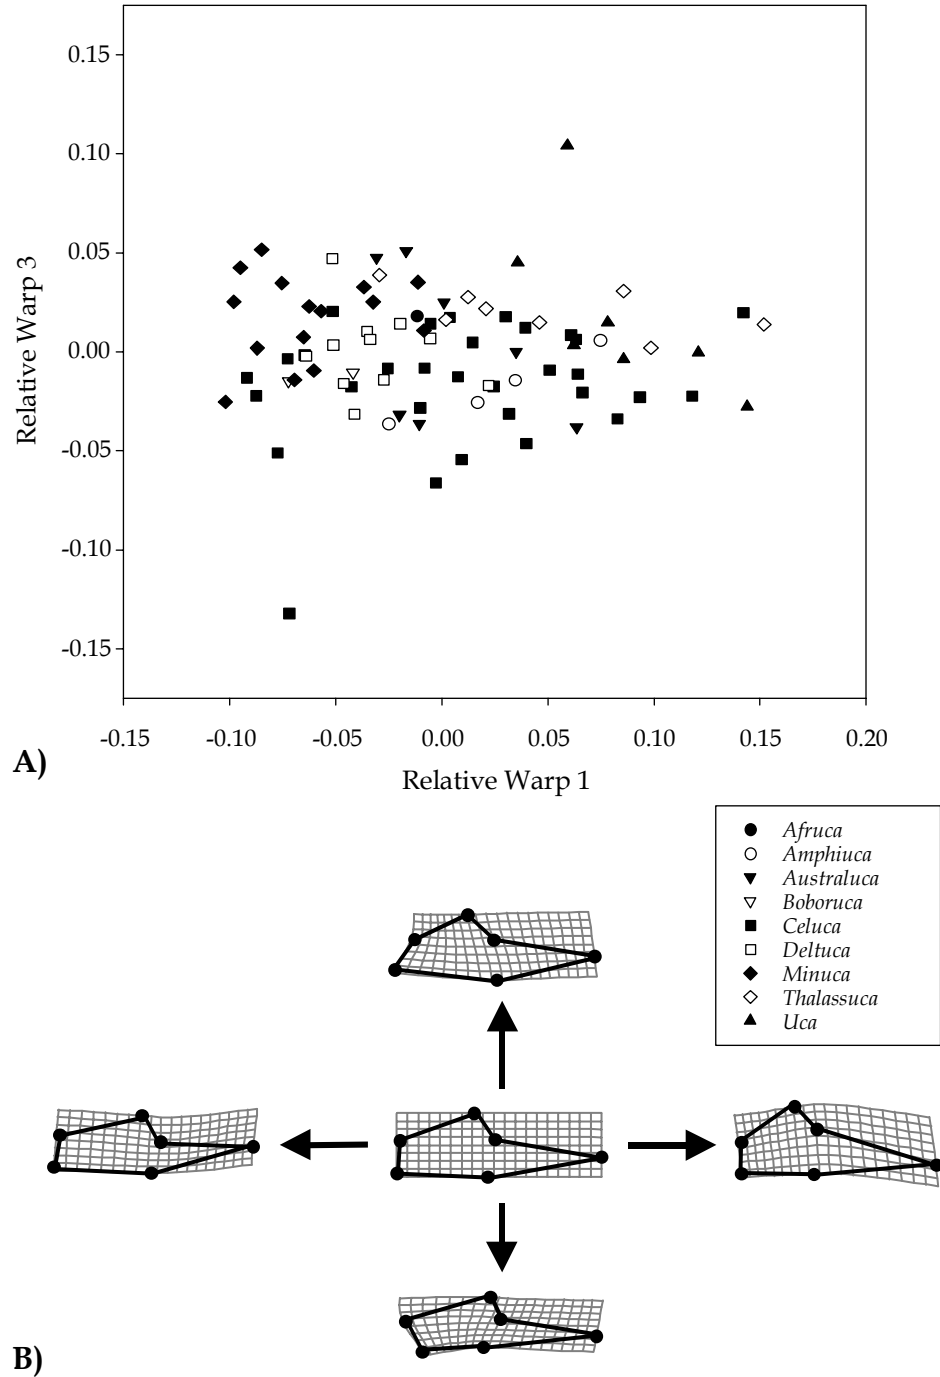 0.15
0.10
0.05
0.00
-0.05
-0.10
-0.15
Relative Warp 3
-0.15 -0.10 -0.05 0.00 0.05 0.10 0.15 0.20
Relative Warp 1
A)
Afruca
Amphiuca
Australuca
Boboruca
Celuca
Deltuca
Minuca
Thalassuca
Uca
B)